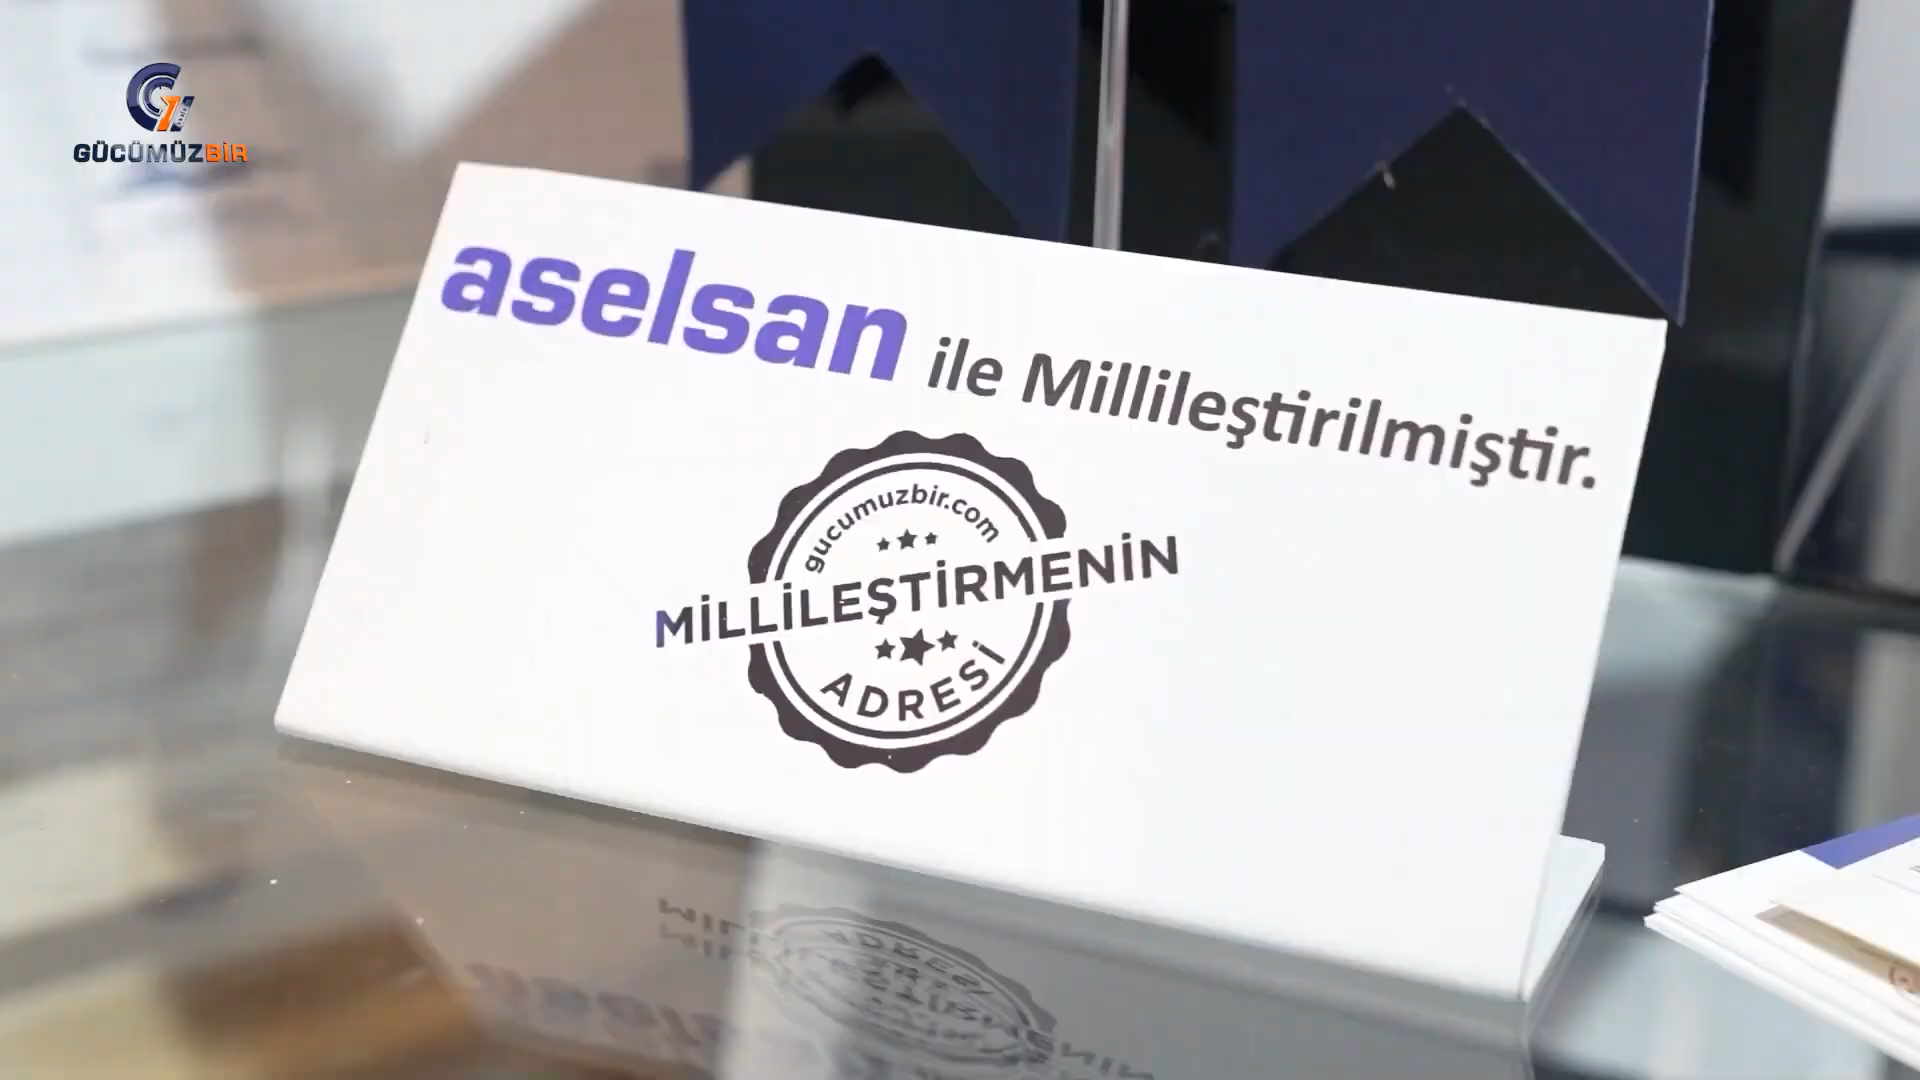 GÜCÜMÜZBİR
aselsan ile Millileştirilmiştir.
gucumuzbir.com
MİLLİLEŞTİRMENİN
ADRESİ